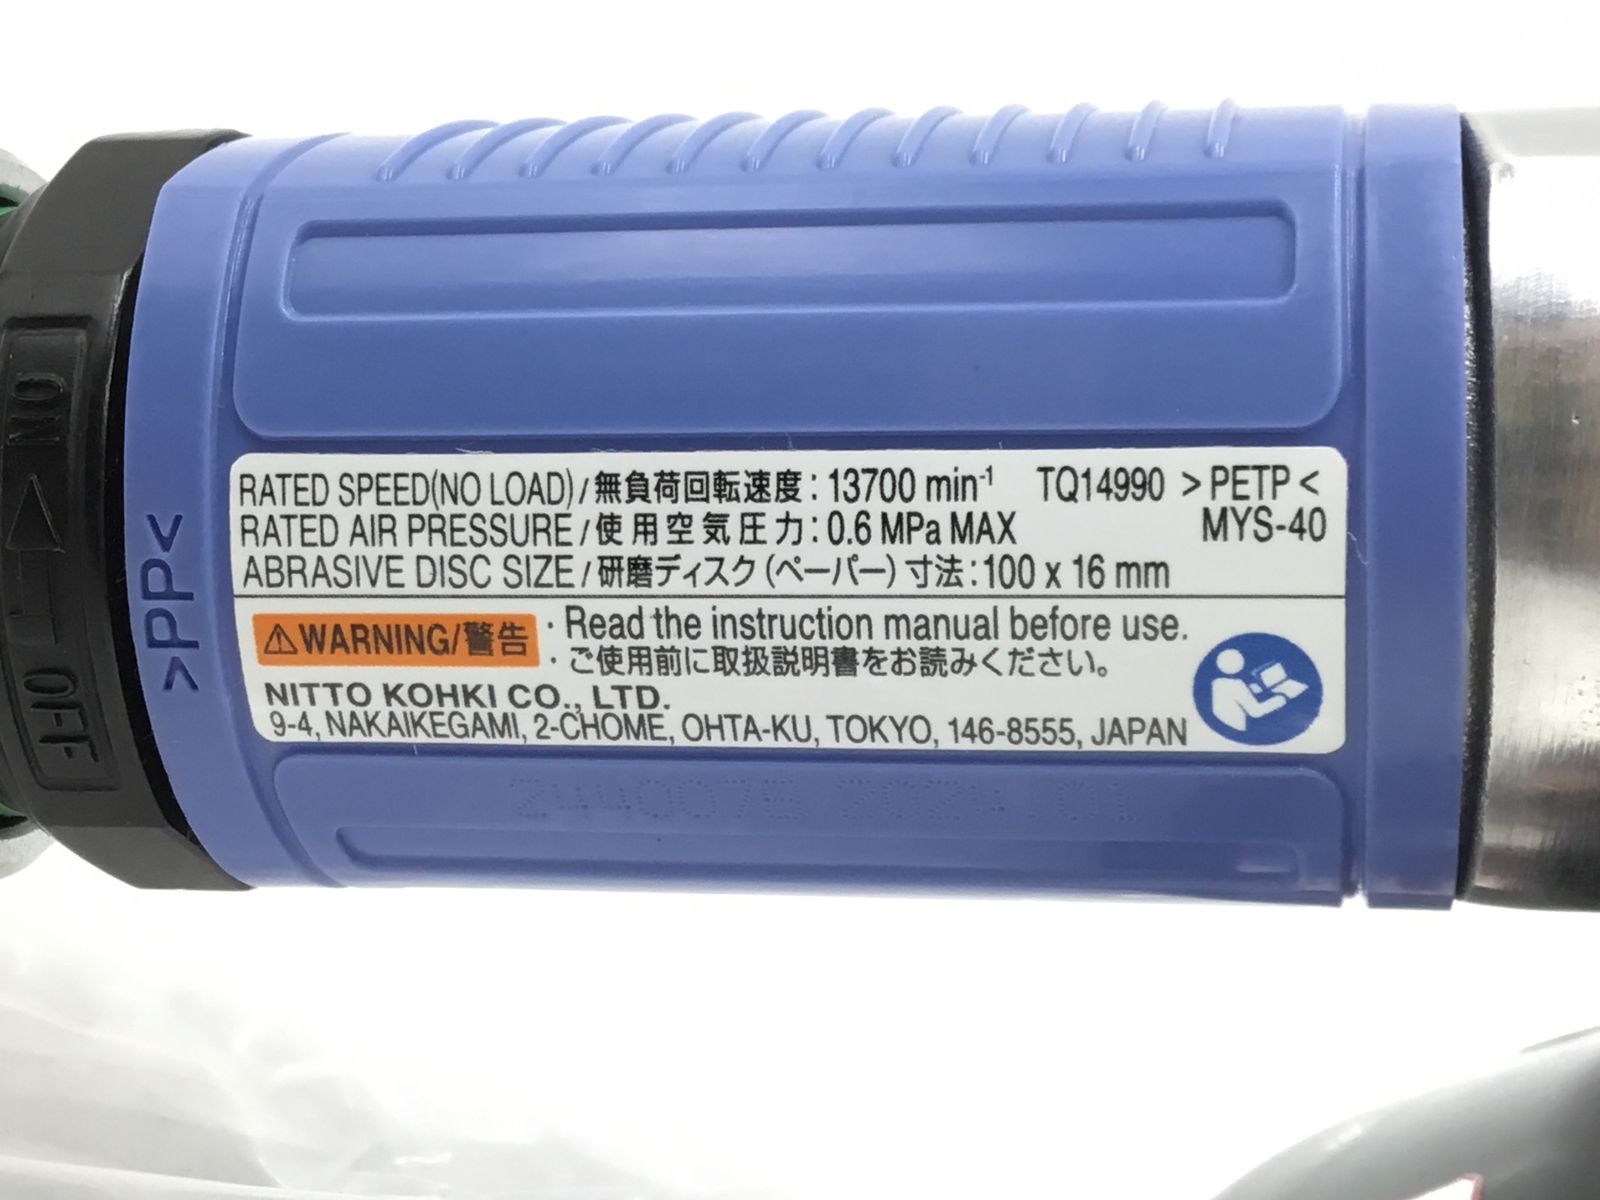 RATED SPEED(NO LOAD)/無負荷回転速度:13700 min⁻¹ TQ14990 >PETP<
RATED AIR PRESSURE/使用空気圧力:0.6 MPa MAX MYS-40
ABRASIVE DISC SIZE/研磨ディスク(ペーパー)寸法:100 x 16 mm
⚠WARNING/警告 ・Read the instruction manual before use.
・ご使用前に取扱説明書をお読みください。
NITTO KOHKI CO., LTD.
9-4, NAKAIKEGAMI, 2-CHOME, OHTA-KU, TOKYO, 146-8555, JAPAN
2440075 2024.01
>PP<
ON
OFF